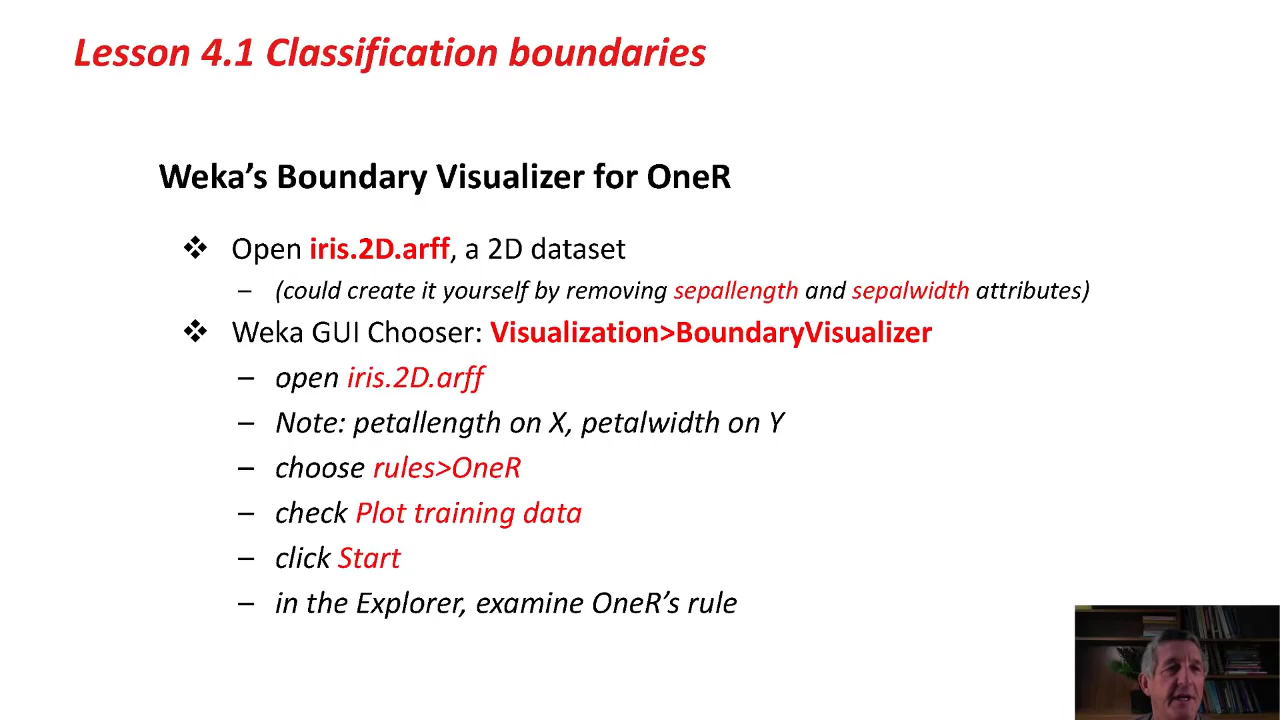 Lesson 4.1 Classification boundaries
Weka’s Boundary Visualizer for OneR
❖ Open iris.2D.arff, a 2D dataset
– (could create it yourself by removing sepallength and sepalwidth attributes)
❖ Weka GUI Chooser: Visualization>BoundaryVisualizer
– open iris.2D.arff
– Note: petallength on X, petalwidth on Y
– choose rules>OneR
– check Plot training data
– click Start
– in the Explorer, examine OneR’s rule